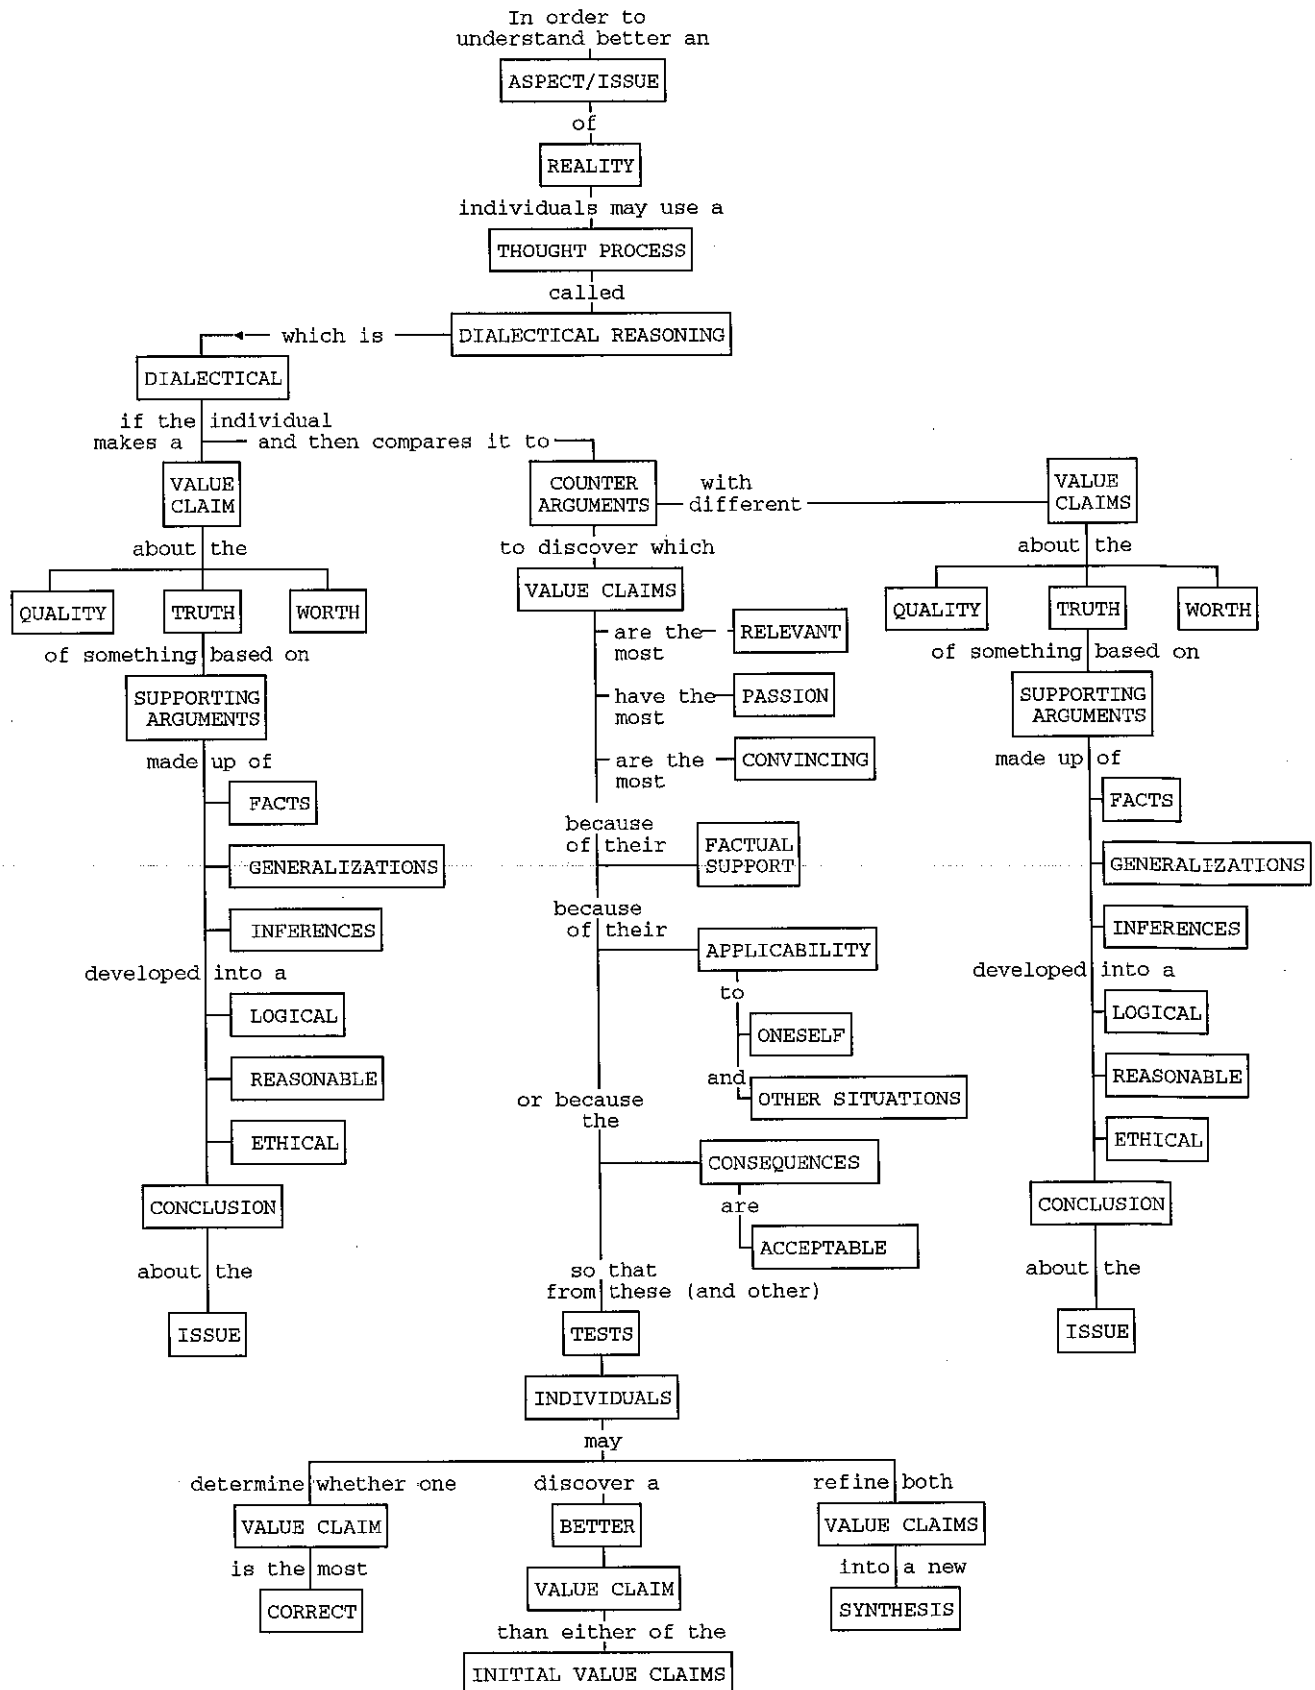 In order to
understand better an
ASPECT/ISSUE
of
REALITY
individuals may use a
THOUGHT PROCESS
called
DIALECTICAL REASONING
which is
DIALECTICAL
if the individual
makes a
and then compares it to
VALUE
CLAIM
about the
QUALITY
TRUTH
WORTH
of something based on
SUPPORTING
ARGUMENTS
made up of
FACTS
GENERALIZATIONS
INFERENCES
developed into a
LOGICAL
REASONABLE
ETHICAL
CONCLUSION
about the
ISSUE
COUNTER
ARGUMENTS
with
different
VALUE
CLAIMS
about the
QUALITY
TRUTH
WORTH
of something based on
SUPPORTING
ARGUMENTS
made up of
FACTS
GENERALIZATIONS
INFERENCES
developed into a
LOGICAL
REASONABLE
ETHICAL
CONCLUSION
about the
ISSUE
to discover which
VALUE CLAIMS
are the
most
RELEVANT
have the
most
PASSION
are the
most
CONVINCING
because
of their
FACTUAL
SUPPORT
because
of their
APPLICABILITY
to
ONESELF
and
OTHER SITUATIONS
or because
the
CONSEQUENCES
are
ACCEPTABLE
so that
from these (and other)
TESTS
INDIVIDUALS
may
determine whether one
VALUE CLAIM
is the most
CORRECT
discover a
BETTER
VALUE CLAIM
than either of the
INITIAL VALUE CLAIMS
refine both
VALUE CLAIMS
into a new
SYNTHESIS